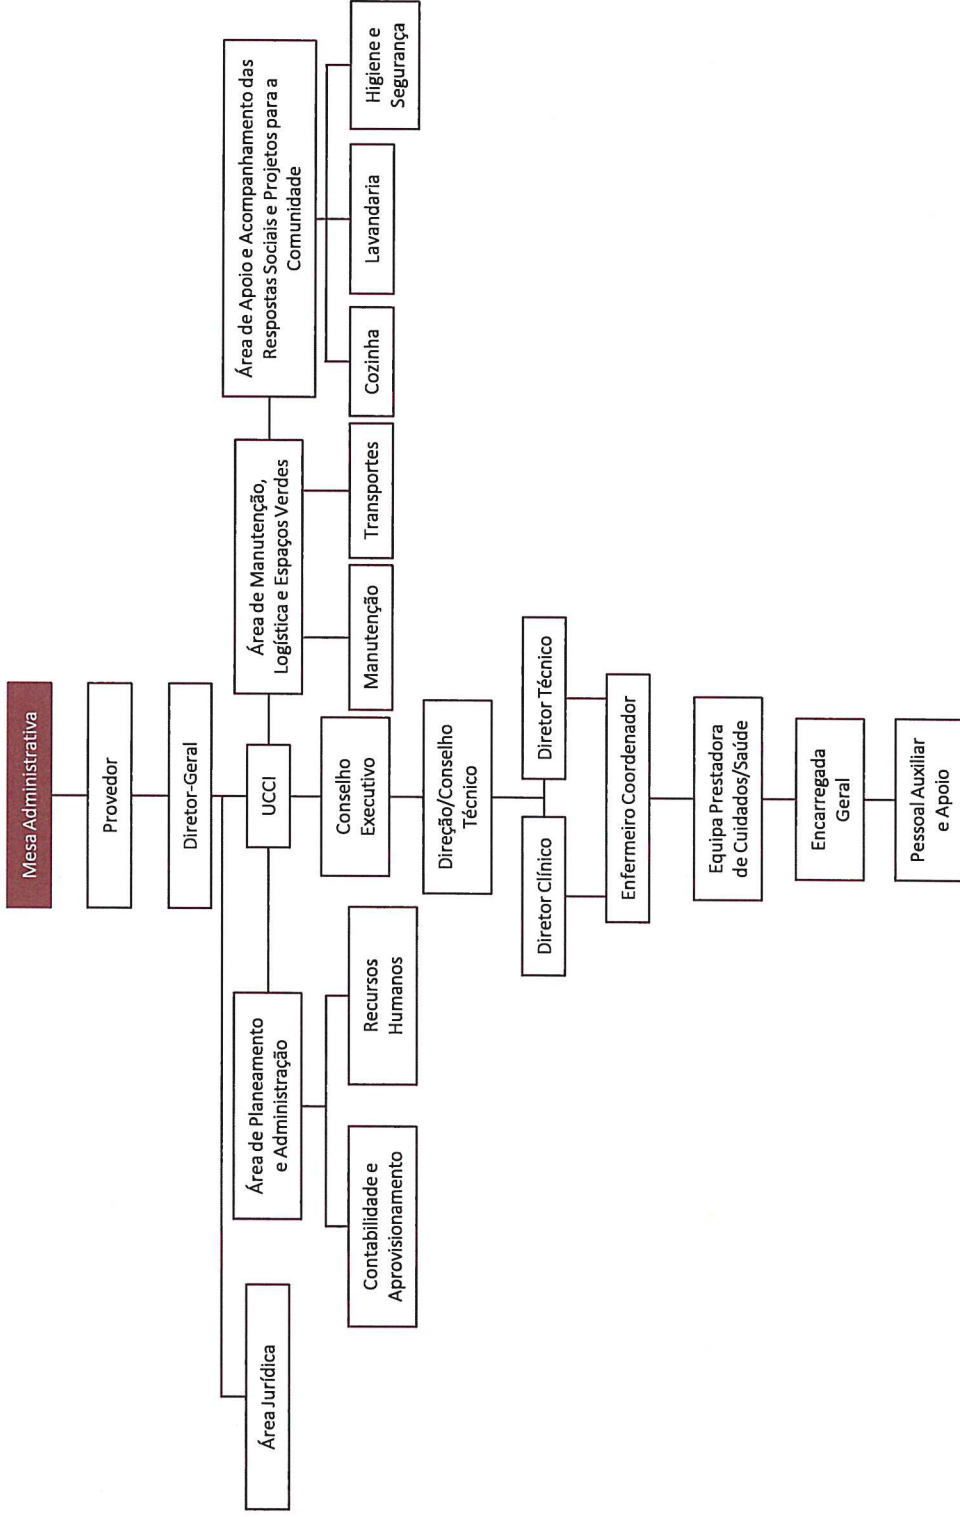 Mesa Administrativa
Provedor
Diretor-Geral
Área Jurídica
Área de Planeamento
e Administração
UCCI
Área de Manutenção,
Logística e Espaços Verdes
Área de Apoio e Acompanhamento das
Respostas Sociais e Projetos para a
Comunidade
Contabilidade e
Aprovisionamento
Recursos
Humanos
Conselho
Executivo
Manutenção
Transportes
Cozinha
Lavandaria
Higiene e
Segurança
Direção/Conselho
Técnico
Diretor Clínico
Diretor Técnico
Enfermeiro Coordenador
Equipa Prestadora
de Cuidados/Saúde
Encarregada
Geral
Pessoal Auxiliar
e Apoio